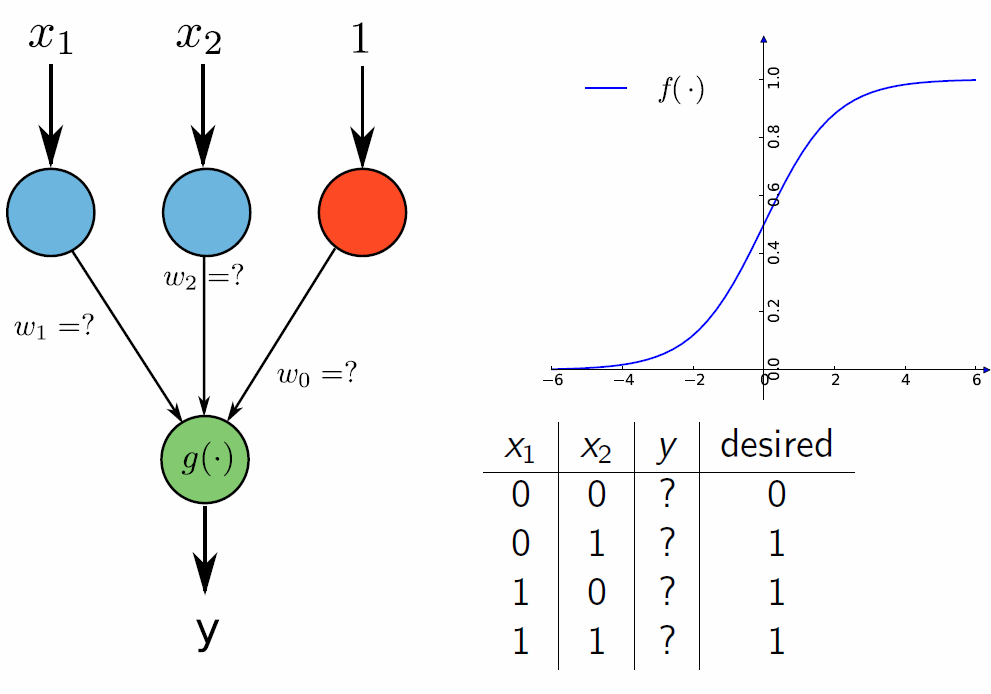 x₁ x₂ 1
w₂ =?
w₁ =?
w₀ =?
g(·)
y
f(·)
0.0 0.2 0.4 0.6 0.8 1.0
−6 −4 −2 0 2 4 6
x₁ x₂ y desired
0 0 ? 0
0 1 ? 1
1 0 ? 1
1 1 ? 1